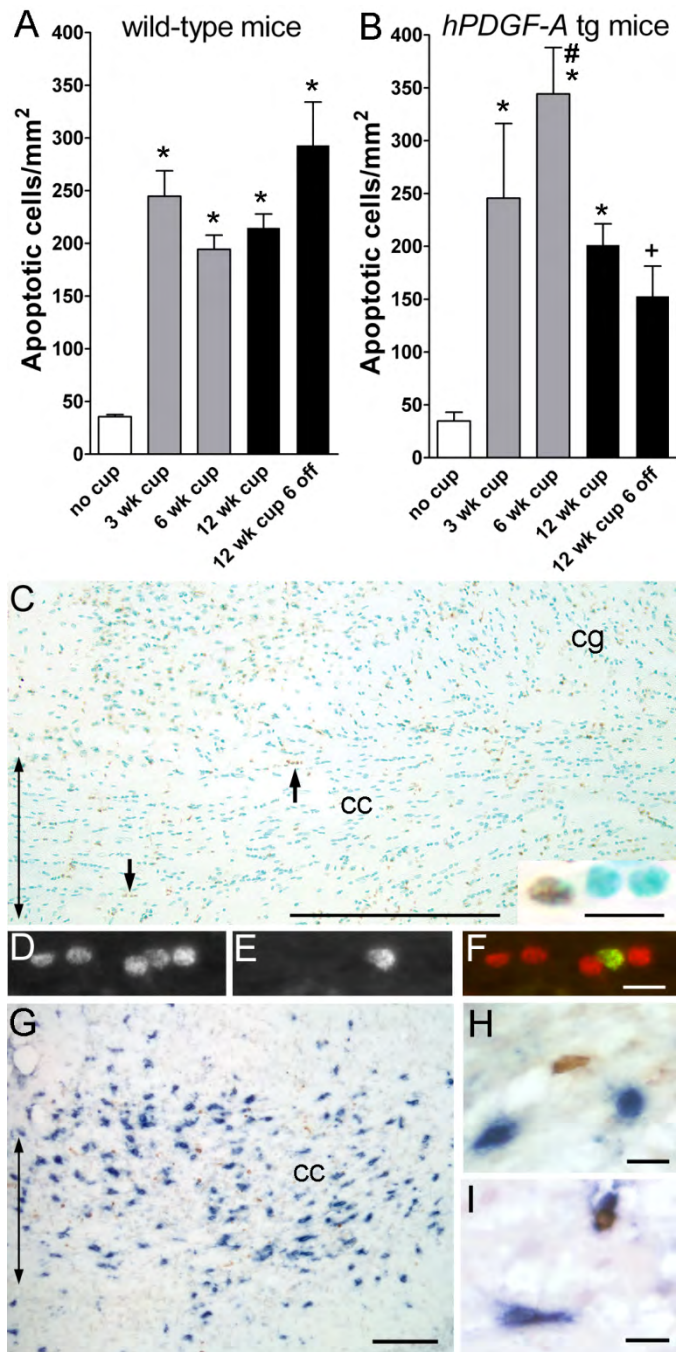 A wild-type mice
Apoptotic cells/mm²
400
350
300
250
200
150
100
50
0
*
*
*
*
no cup
3 wk cup
6 wk cup
12 wk cup
12 wk cup 6 off
B hPDGF-A tg mice
Apoptotic cells/mm²
400
350
300
250
200
150
100
50
0
*
#
*
*
+
no cup
3 wk cup
6 wk cup
12 wk cup
12 wk cup 6 off
C
cg
cc
D
E
F
G
cc
H
I